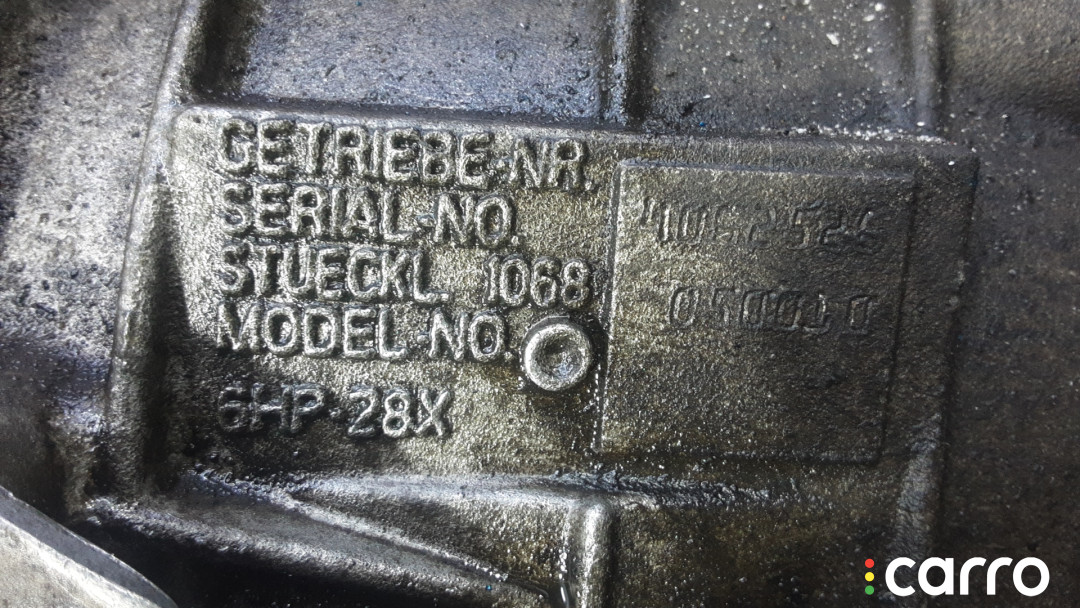 GETRIEBE-NR.
SERIAL-NO.
STUECKL. 1068
MODEL-NO.
6HP-28X
carro